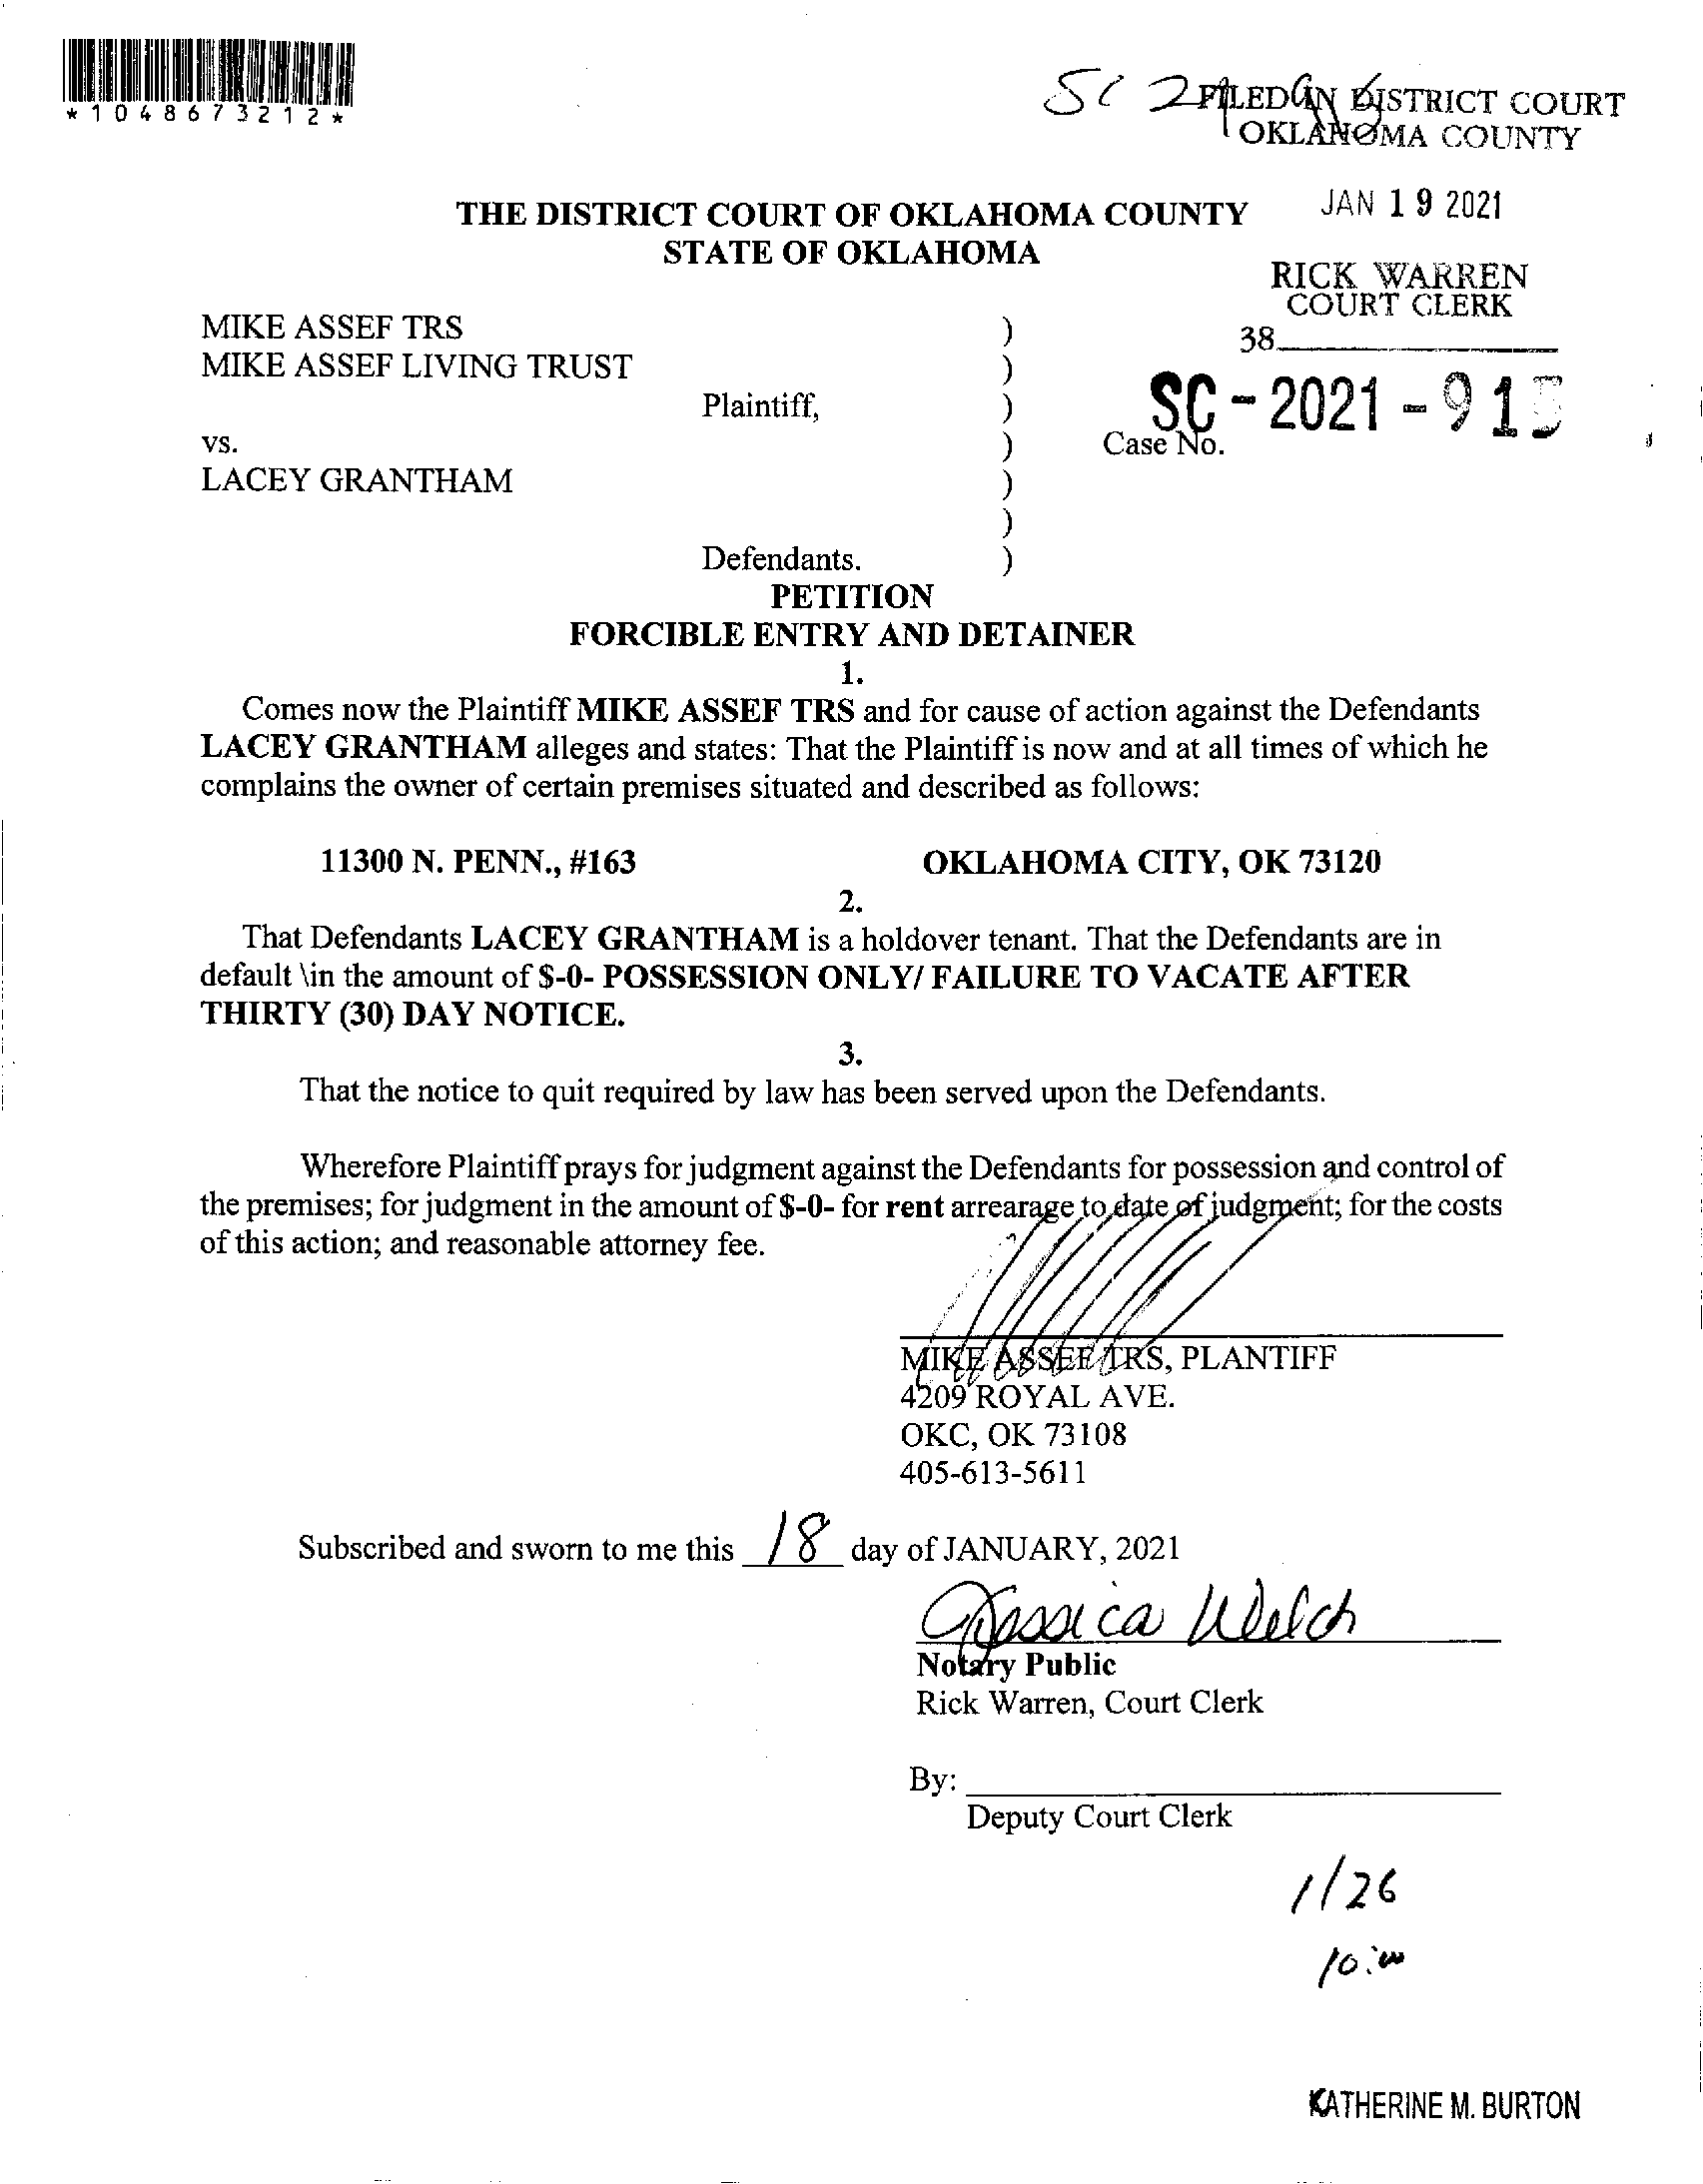 *1048673212*
SC 2
FILED IN DISTRICT COURT
OKLAHOMA COUNTY
JAN 19 2021
THE DISTRICT COURT OF OKLAHOMA COUNTY
STATE OF OKLAHOMA
RICK WARREN
COURT CLERK
38
MIKE ASSEF TRS )
MIKE ASSEF LIVING TRUST )
Plaintiff, )
SC-2021-915
vs. ) Case No.
LACEY GRANTHAM )
)
Defendants. )
PETITION
FORCIBLE ENTRY AND DETAINER
1.
Comes now the Plaintiff MIKE ASSEF TRS and for cause of action against the Defendants
LACEY GRANTHAM alleges and states: That the Plaintiff is now and at all times of which he
complains the owner of certain premises situated and described as follows:
11300 N. PENN., #163 OKLAHOMA CITY, OK 73120
2.
That Defendants LACEY GRANTHAM is a holdover tenant. That the Defendants are in
default \in the amount of $-0- POSSESSION ONLY/ FAILURE TO VACATE AFTER
THIRTY (30) DAY NOTICE.
3.
That the notice to quit required by law has been served upon the Defendants.
Wherefore Plaintiff prays for judgment against the Defendants for possession and control of
the premises; for judgment in the amount of $-0- for rent arrearage to date of judgment; for the costs
of this action; and reasonable attorney fee.
MIKE ASSEF TRS, PLANTIFF
4209 ROYAL AVE.
OKC, OK 73108
405-613-5611
Subscribed and sworn to me this 18 day of JANUARY, 2021
Jessica Welch
Notary Public
Rick Warren, Court Clerk
By:
Deputy Court Clerk
1/26
10:00
KATHERINE M. BURTON